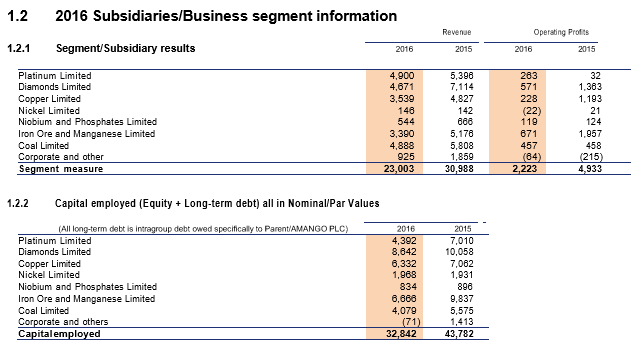 1.2 2016 Subsidiaries/Business segment information
Revenue Operating Profits
1.2.1 Segment/Subsidiary results 2016 2015 2016 2015
Platinum Limited 4,900 5,396 263 32
Diamonds Limited 4,671 7,114 571 1,363
Copper Limited 3,539 4,827 228 1,193
Nickel Limited 146 142 (22) 21
Niobium and Phosphates Limited 544 666 119 124
Iron Ore and Manganese Limited 3,390 5,176 671 1,957
Coal Limited 4,888 5,808 457 458
Corporate and other 925 1,859 (64) (215)
Segment measure 23,003 30,988 2,223 4,933
1.2.2 Capital employed (Equity + Long-term debt) all in Nominal/Par Values
(All long-term debt is intragroup debt owed specifically to Parent/AMANGO PLC) 2016 2015
Platinum Limited 4,392 7,010
Diamonds Limited 8,642 10,058
Copper Limited 6,332 7,062
Nickel Limited 1,968 1,931
Niobium and Phosphates Limited 834 896
Iron Ore and Manganese Limited 6,666 9,837
Coal Limited 4,079 5,575
Corporate and others (71) 1,413
Capitalemployed 32,842 43,782